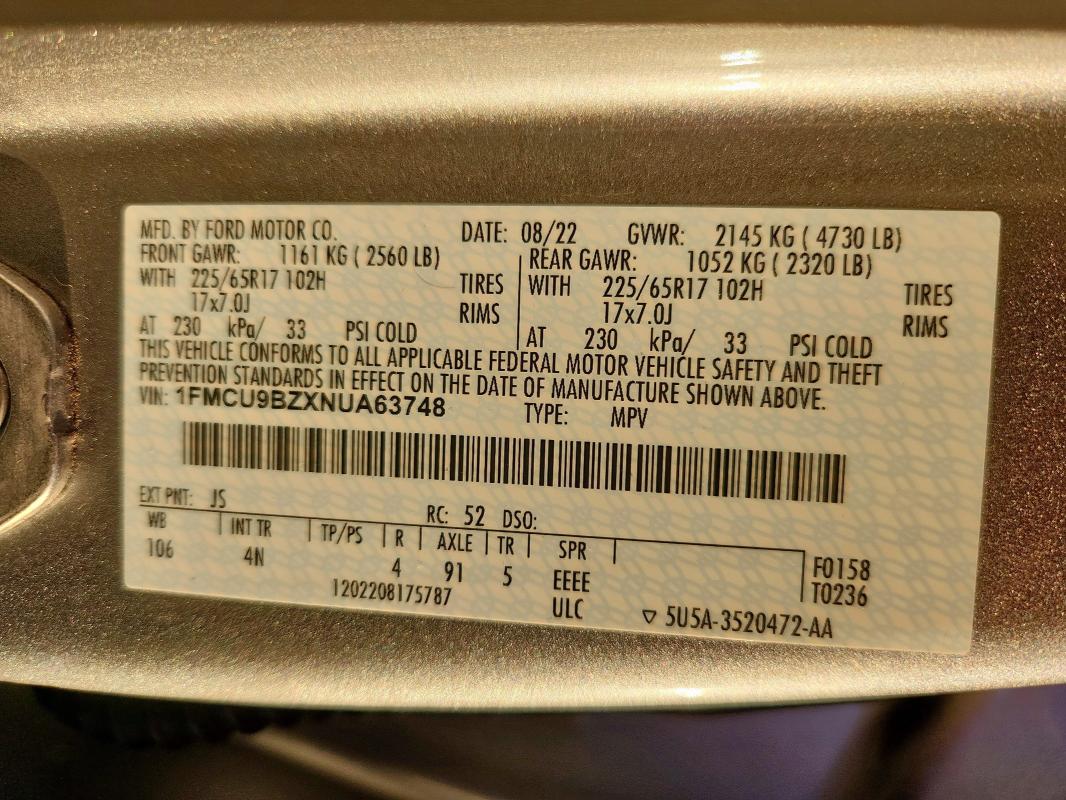 MFD. BY FORD MOTOR CO. DATE: 08/22 GVWR: 2145 KG ( 4730 LB)
FRONT GAWR: 1161 KG ( 2560 LB) REAR GAWR: 1052 KG ( 2320 LB)
WITH 225/65R17 102H TIRES WITH 225/65R17 102H TIRES
17x7.0J RIMS 17x7.0J RIMS
AT 230 kPa/ 33 PSI COLD AT 230 kPa/ 33 PSI COLD
THIS VEHICLE CONFORMS TO ALL APPLICABLE FEDERAL MOTOR VEHICLE SAFETY AND THEFT
PREVENTION STANDARDS IN EFFECT ON THE DATE OF MANUFACTURE SHOWN ABOVE.
VIN: 1FMCU9BZXNUA63748 TYPE: MPV
EXT PNT: JS RC: 52 DSO:
WB INT TR TP/PS R AXLE TR SPR
106 4N 4 91 5 EEEE F0158
1202208175787 ULC T0236
▽ 5U5A-3520472-AA